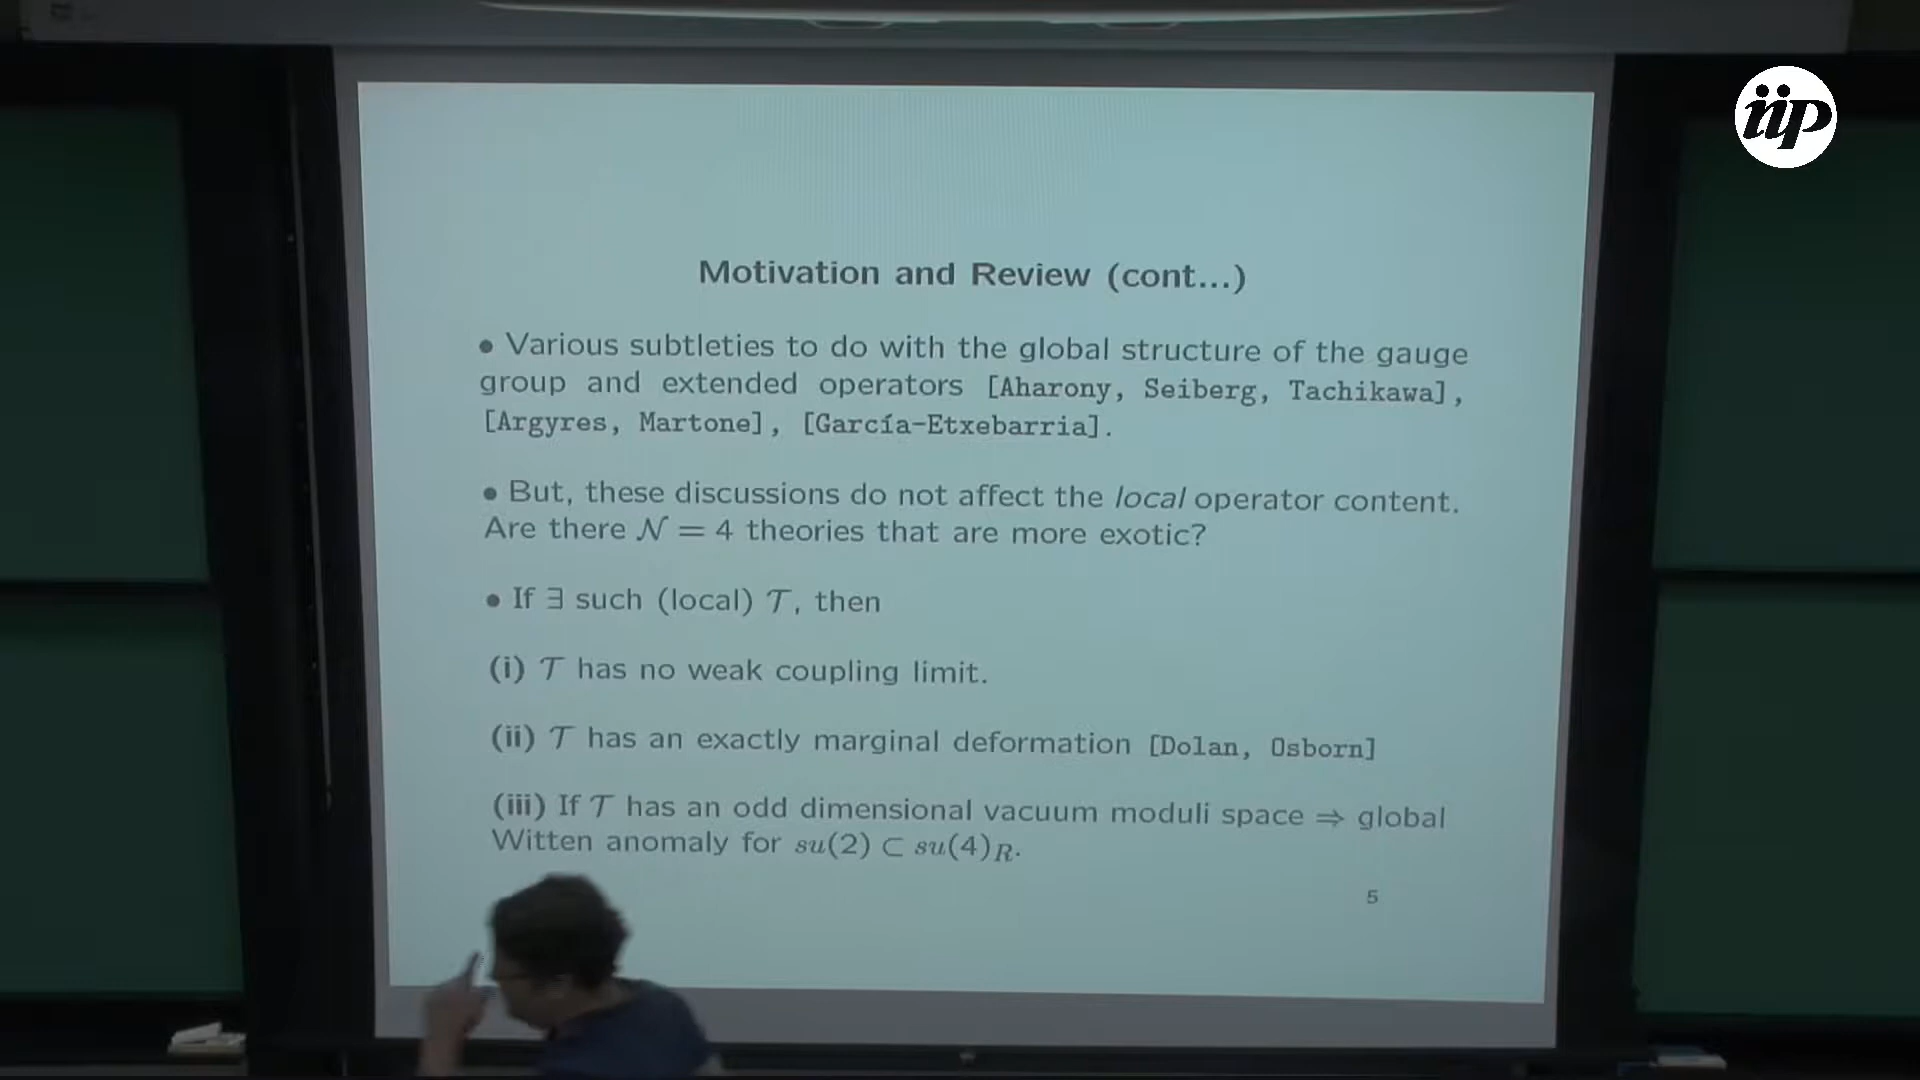 iip
Motivation and Review (cont...)
• Various subtleties to do with the global structure of the gauge
group and extended operators [Aharony, Seiberg, Tachikawa],
[Argyres, Martone], [García-Etxebarria].
• But, these discussions do not affect the local operator content.
Are there 𝒩 = 4 theories that are more exotic?
• If ∃ such (local) 𝒯, then
(i) 𝒯 has no weak coupling limit.
(ii) 𝒯 has an exactly marginal deformation [Dolan, Osborn]
(iii) If 𝒯 has an odd dimensional vacuum moduli space ⇒ global
Witten anomaly for su(2) ⊂ su(4)_R.
5